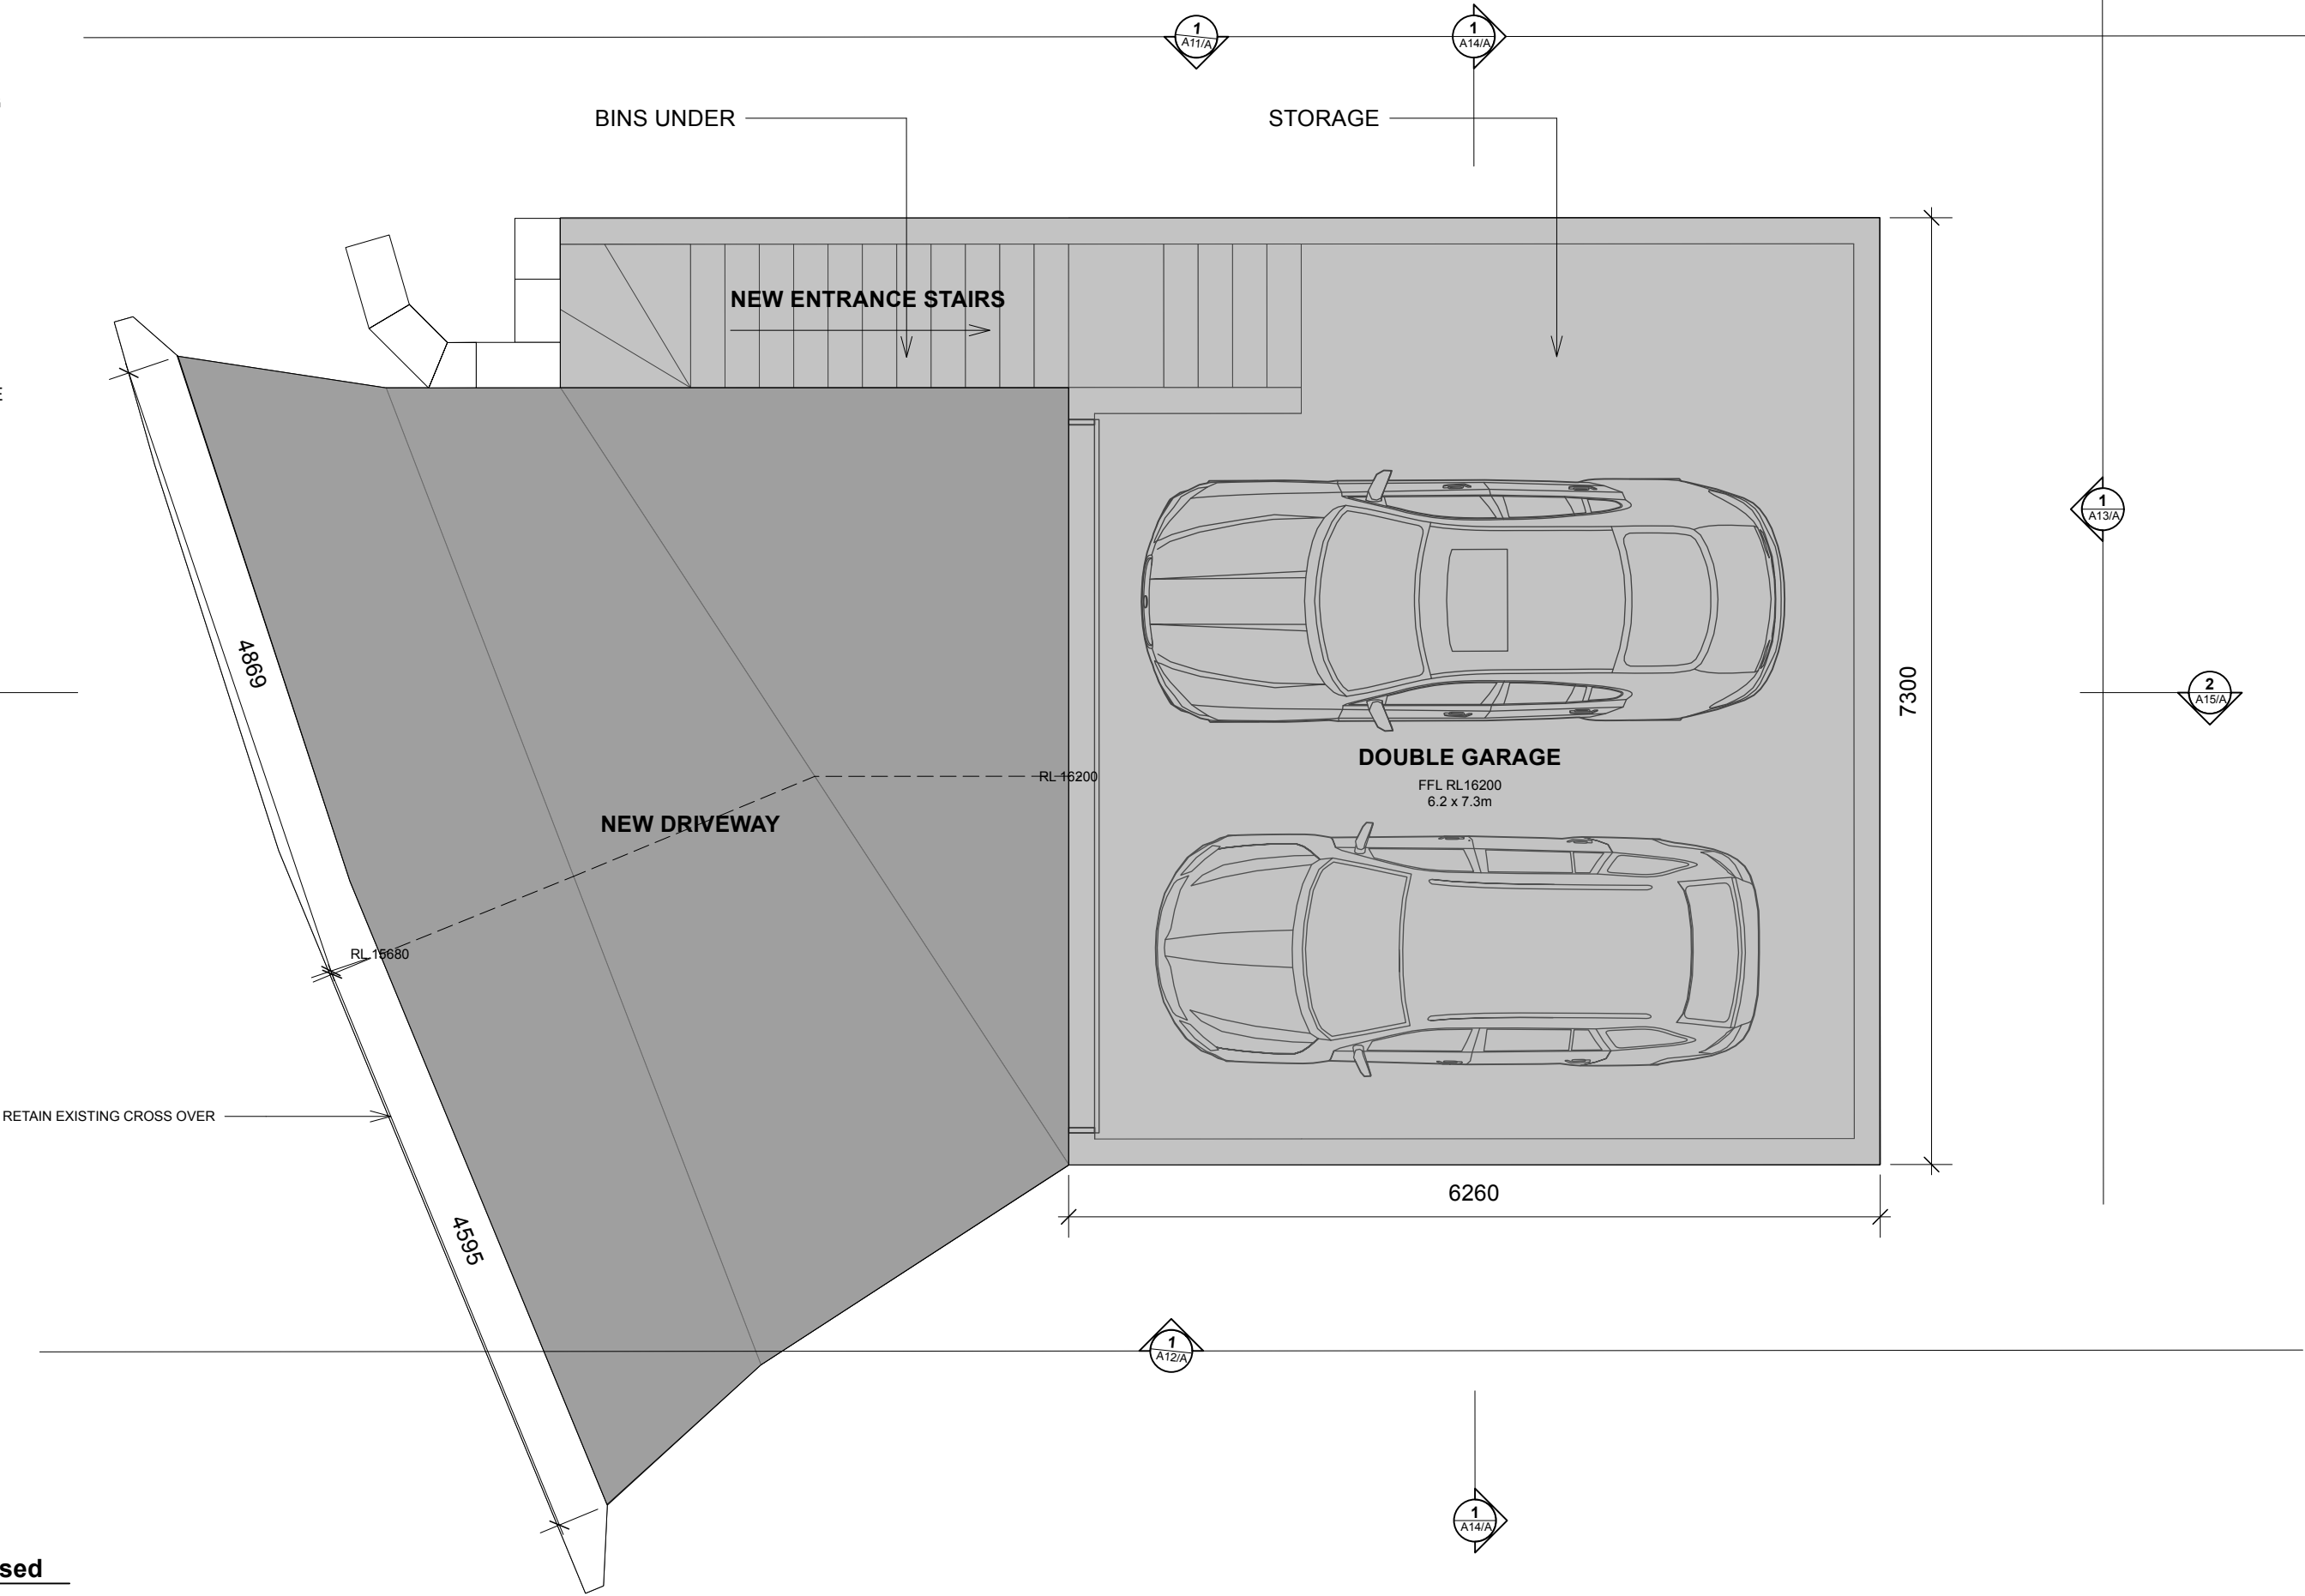 1
A11/A
1
A14/A
BINS UNDER
STORAGE
NEW ENTRANCE STAIRS
1
A13/A
4869
7300
2
A15/A
DOUBLE GARAGE
FFL RL16200
6.2 x 7.3m
RL 16200
NEW DRIVEWAY
RL 15680
RETAIN EXISTING CROSS OVER
6260
4595
1
A12/A
1
A14/A
sed